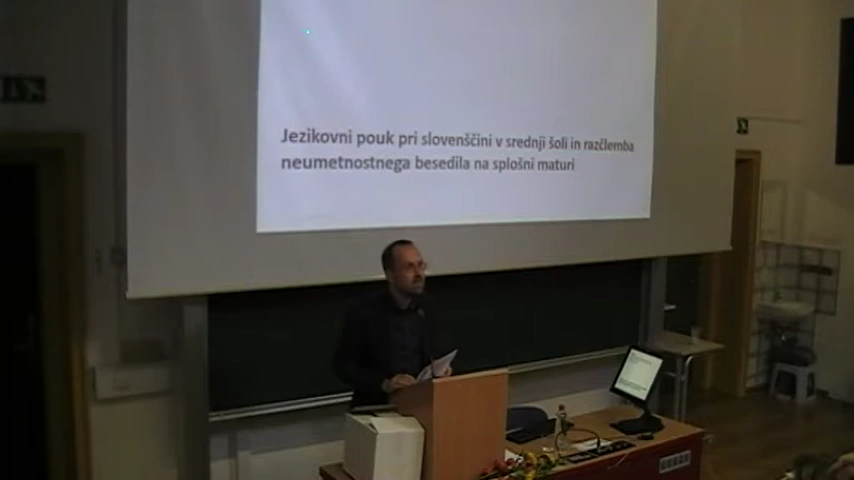 Jezikovni pouk pri slovenščini v srednji šoli in razčlemba
neumetnostnega besedila na splošni maturi